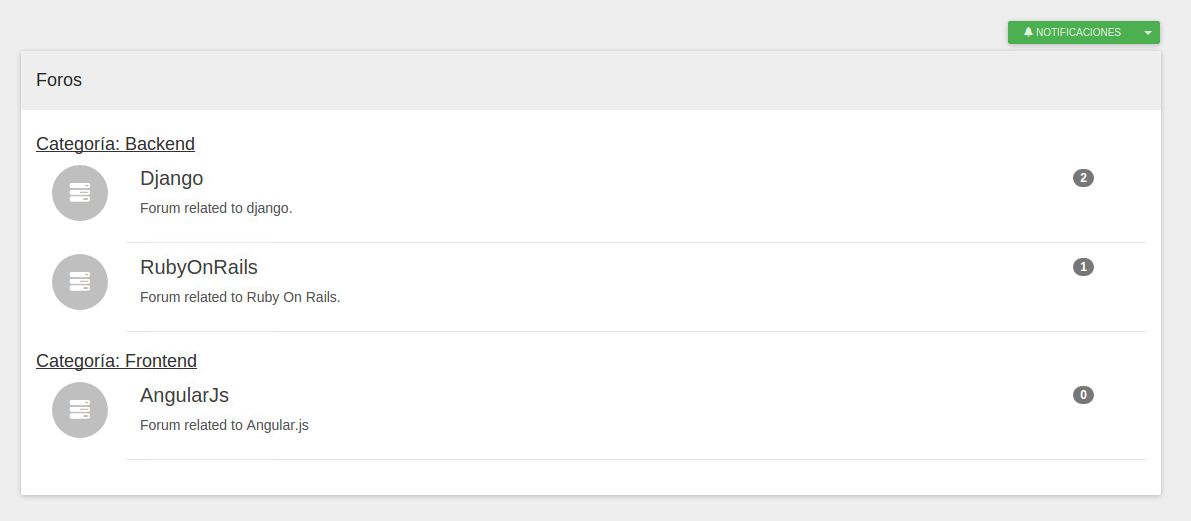 NOTIFICACIONES
Foros
Categoría: Backend
Django 2
Forum related to django.
RubyOnRails 1
Forum related to Ruby On Rails.
Categoría: Frontend
AngularJs 0
Forum related to Angular.js